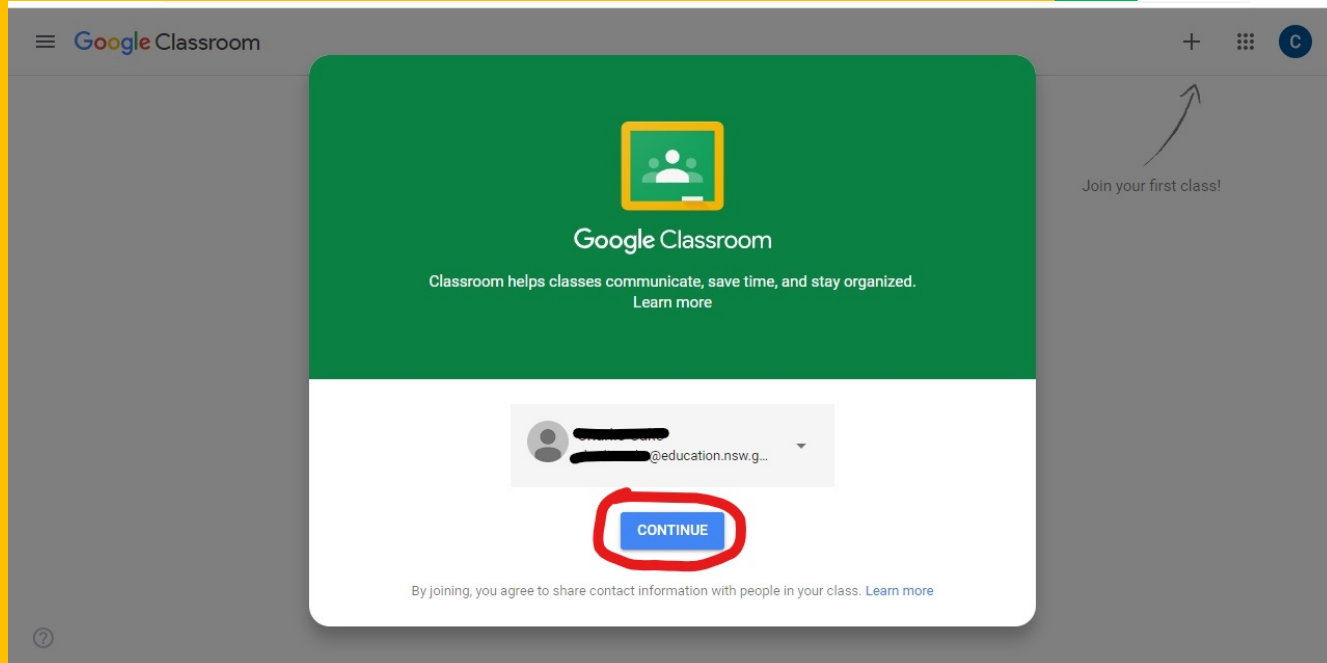 Google Classroom
C
Join your first class!
Google Classroom
Classroom helps classes communicate, save time, and stay organized.
Learn more
@education.nsw.g...
CONTINUE
By joining, you agree to share contact information with people in your class. Learn more